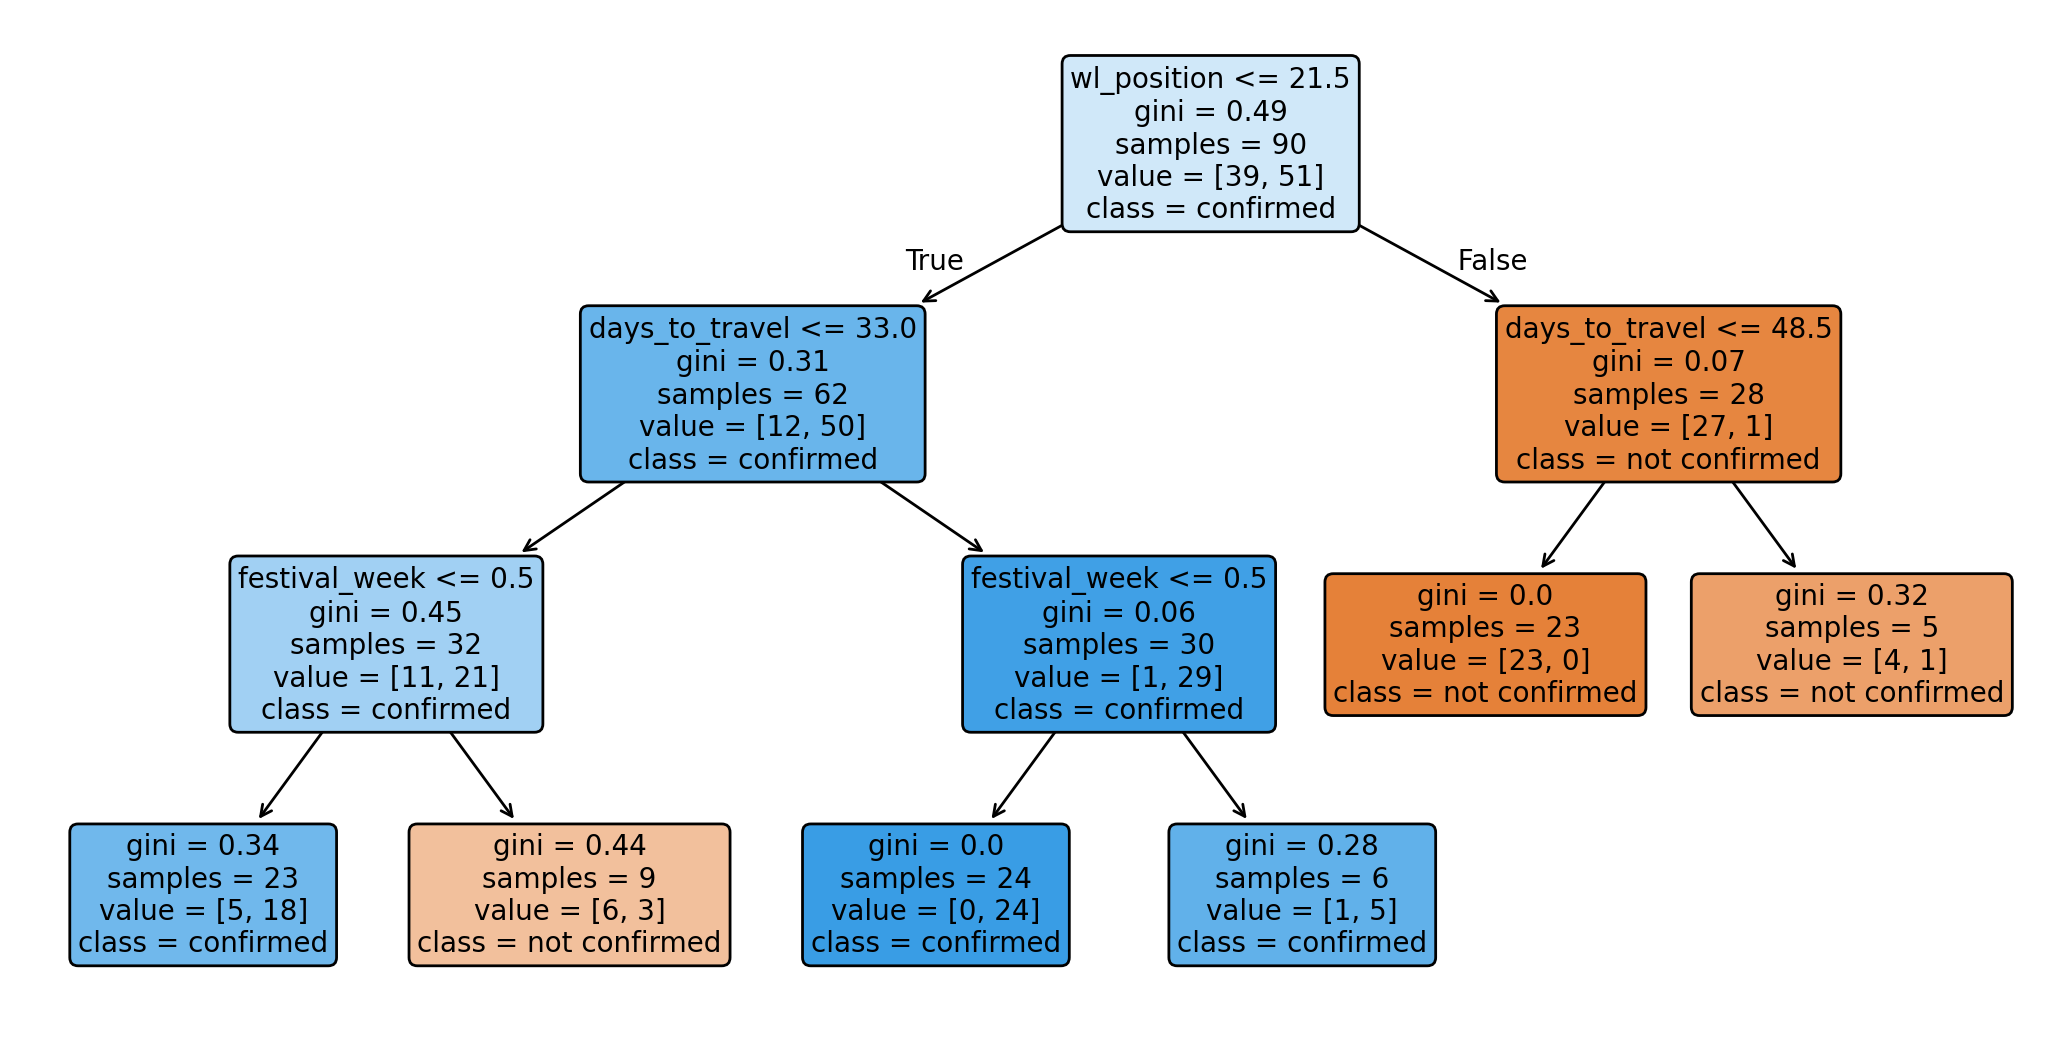 wl_position <= 21.5
gini = 0.49
samples = 90
value = [39, 51]
class = confirmed
True
False
days_to_travel <= 33.0
gini = 0.31
samples = 62
value = [12, 50]
class = confirmed
days_to_travel <= 48.5
gini = 0.07
samples = 28
value = [27, 1]
class = not confirmed
festival_week <= 0.5
gini = 0.45
samples = 32
value = [11, 21]
class = confirmed
festival_week <= 0.5
gini = 0.06
samples = 30
value = [1, 29]
class = confirmed
gini = 0.0
samples = 23
value = [23, 0]
class = not confirmed
gini = 0.32
samples = 5
value = [4, 1]
class = not confirmed
gini = 0.34
samples = 23
value = [5, 18]
class = confirmed
gini = 0.44
samples = 9
value = [6, 3]
class = not confirmed
gini = 0.0
samples = 24
value = [0, 24]
class = confirmed
gini = 0.28
samples = 6
value = [1, 5]
class = confirmed